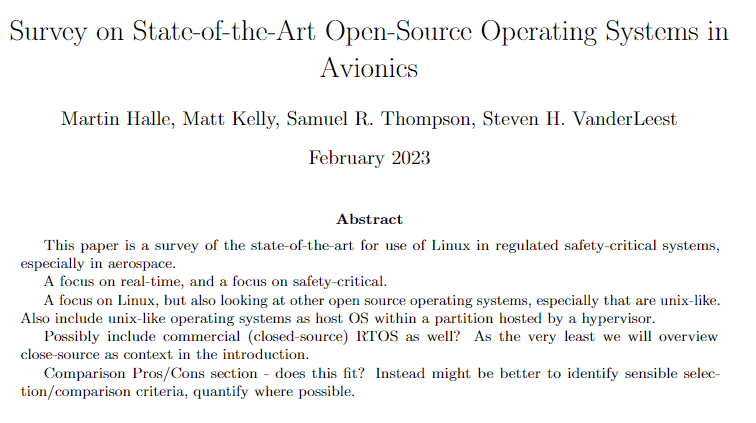 Survey on State-of-the-Art Open-Source Operating Systems in
Avionics
Martin Halle, Matt Kelly, Samuel R. Thompson, Steven H. VanderLeest
February 2023
Abstract
This paper is a survey of the state-of-the-art for use of Linux in regulated safety-critical systems,
especially in aerospace.
A focus on real-time, and a focus on safety-critical.
A focus on Linux, but also looking at other open source operating systems, especially that are unix-like.
Also include unix-like operating systems as host OS within a partition hosted by a hypervisor.
Possibly include commercial (closed-source) RTOS as well? As the very least we will overview
close-source as context in the introduction.
Comparison Pros/Cons section - does this fit? Instead might be better to identify sensible selec-
tion/comparison criteria, quantify where possible.